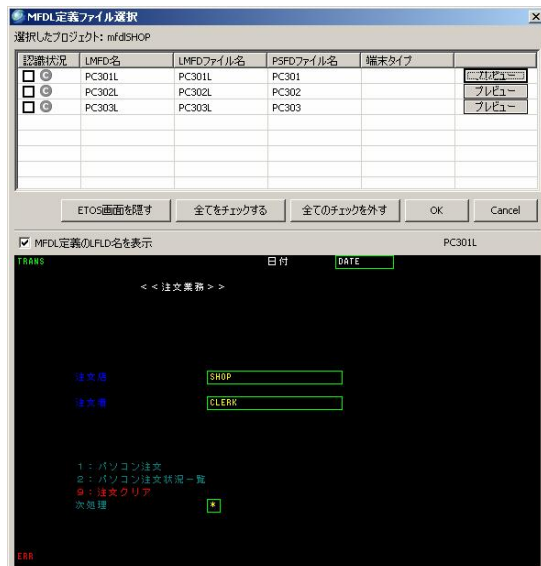 MFDL定義ファイル選択
選択したプロジェクト: mfdlSHOP
認識状況 LMFD名 LMFDファイル名 PSFDファイル名 端末タイプ
PC301L PC301L PC301 プレビュー
PC302L PC302L PC302 プレビュー
PC303L PC303L PC303 プレビュー
ETOS画面を隠す 全てをチェックする 全てのチェックを外す OK Cancel
MFDL定義のLFLD名を表示 PC301L
TRANS 日付 DATE
<<注文業務>>
注文店 SHOP
注文者 CLERK
1:パソコン注文
2:パソコン注文状況一覧
9:注文クリア
次処理 *
ERR